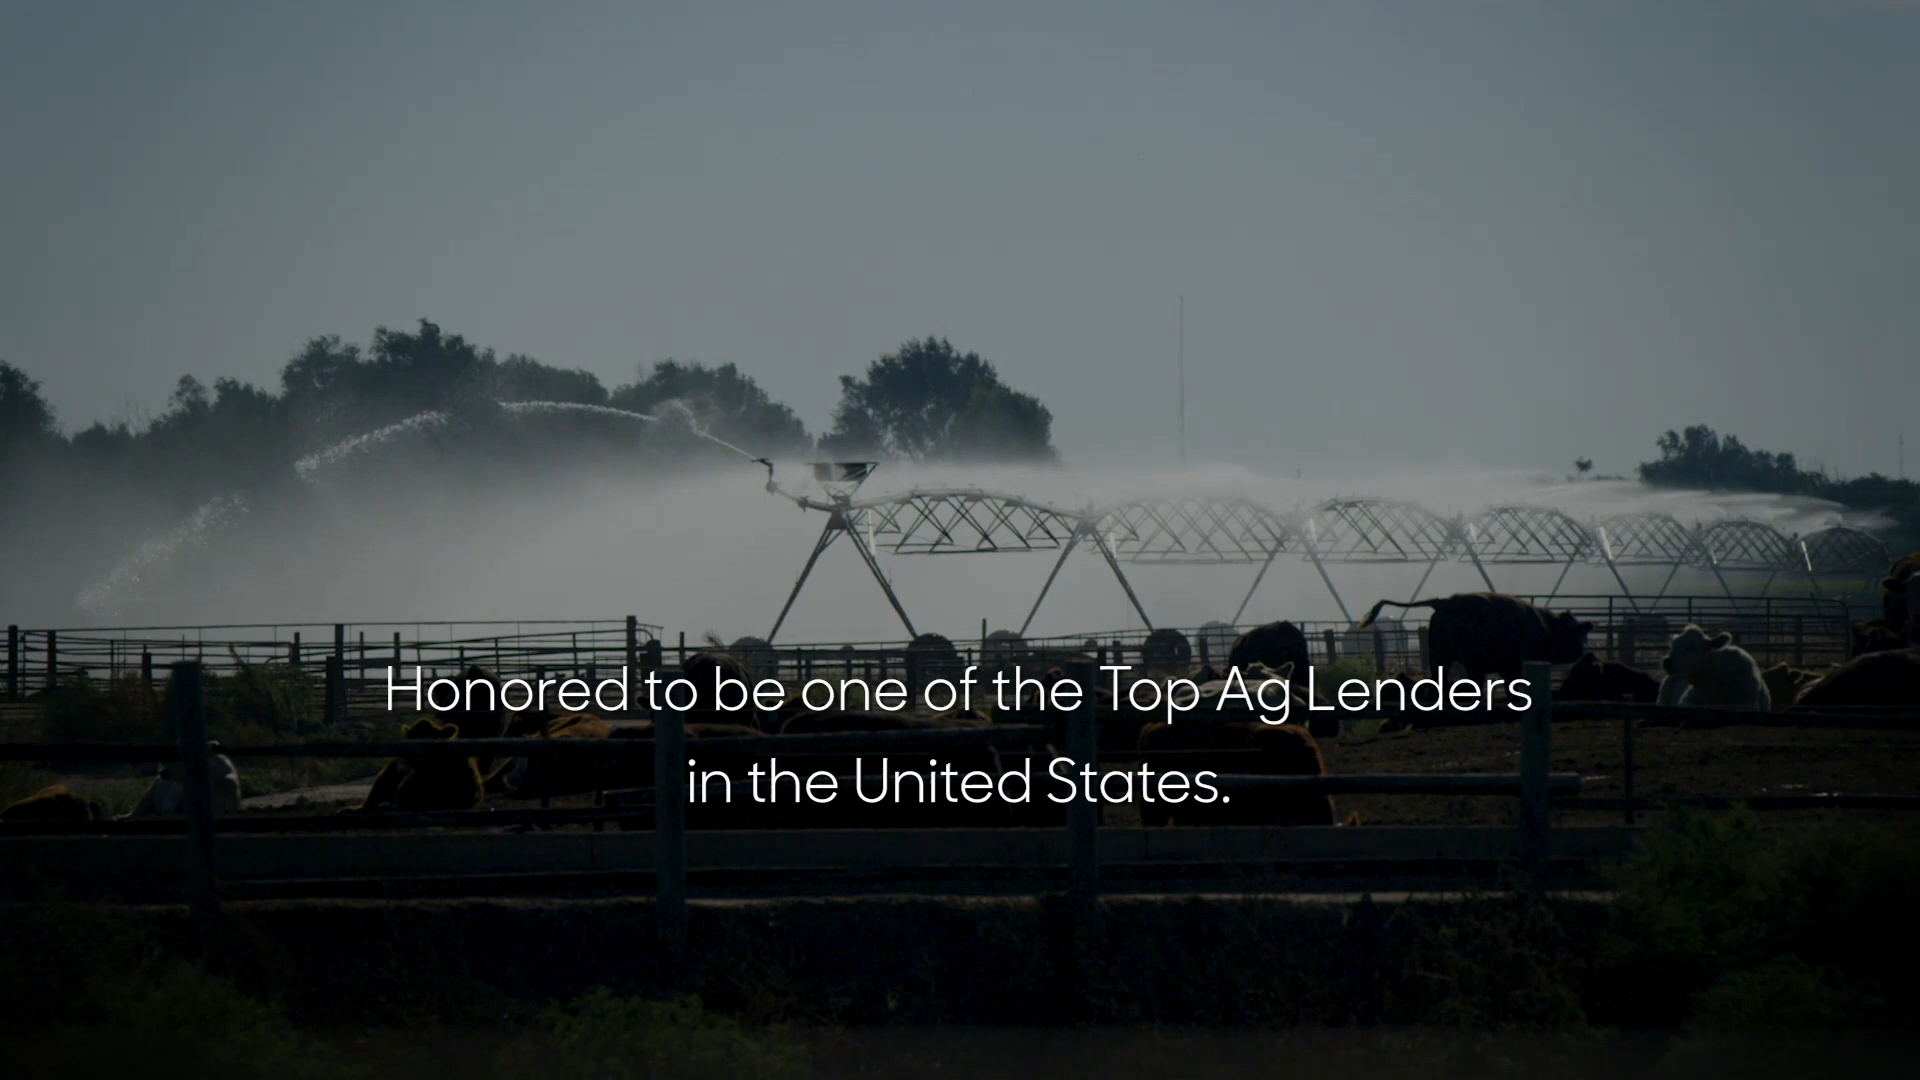 Honored to be one of the Top Ag Lenders
in the United States.